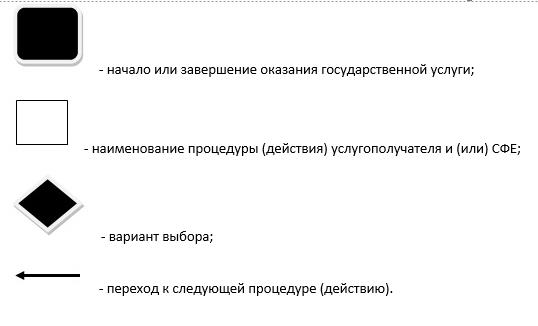 - начало или завершение оказания государственной услуги;
- наименование процедуры (действия) услугополучателя и (или) СФЕ;
- вариант выбора;
- переход к следующей процедуре (действию).